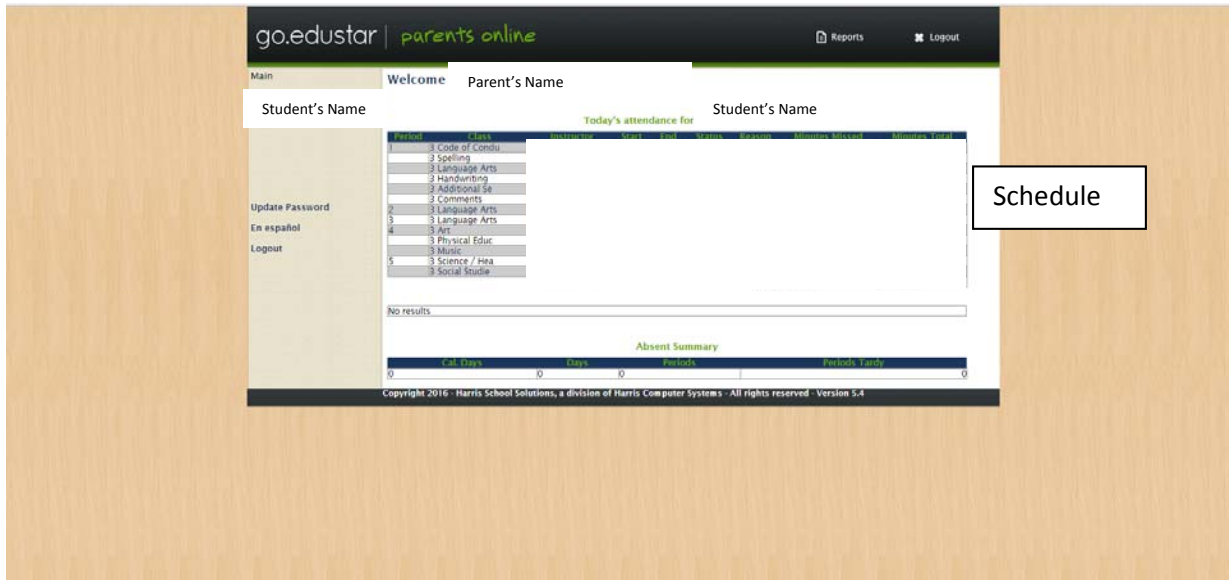 go.edustar | parents online
Reports
Logout
Main
Welcome Parent's Name
Student's Name
Today's attendance for Student's Name
Period Class Instructor Start End Status Reason Minutes Missed Minutes Total
1 3 Code of Condu
3 Spelling
3 Language Arts
3 Handwriting
3 Additional Se
3 Comments
2 3 Language Arts
3 3 Language Arts
4 3 Art
3 Physical Educ
3 Music
5 3 Science / Hea
3 Social Studie
Update Password
En español
Logout
Schedule
No results
Absent Summary
Cal. Days Days Periods Periods Tardy
0 0 0 0
Copyright 2016 - Harris School Solutions, a division of Harris Computer Systems - All rights reserved - Version 5.4